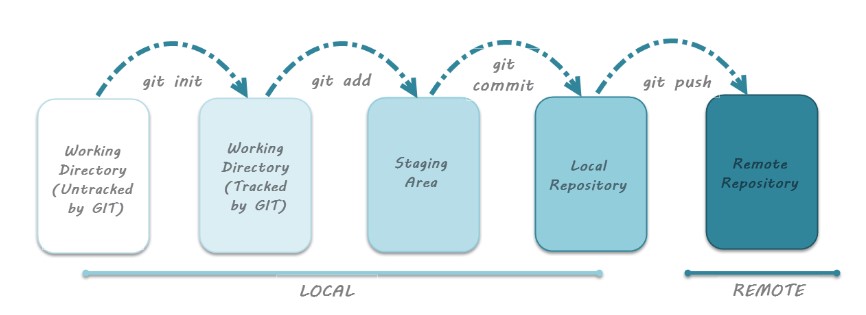 git init
git add
git
commit
git push
Working
Directory
(Untracked
by GIT)
Working
Directory
(Tracked
by GIT)
Staging
Area
Local
Repository
Remote
Repository
LOCAL
REMOTE